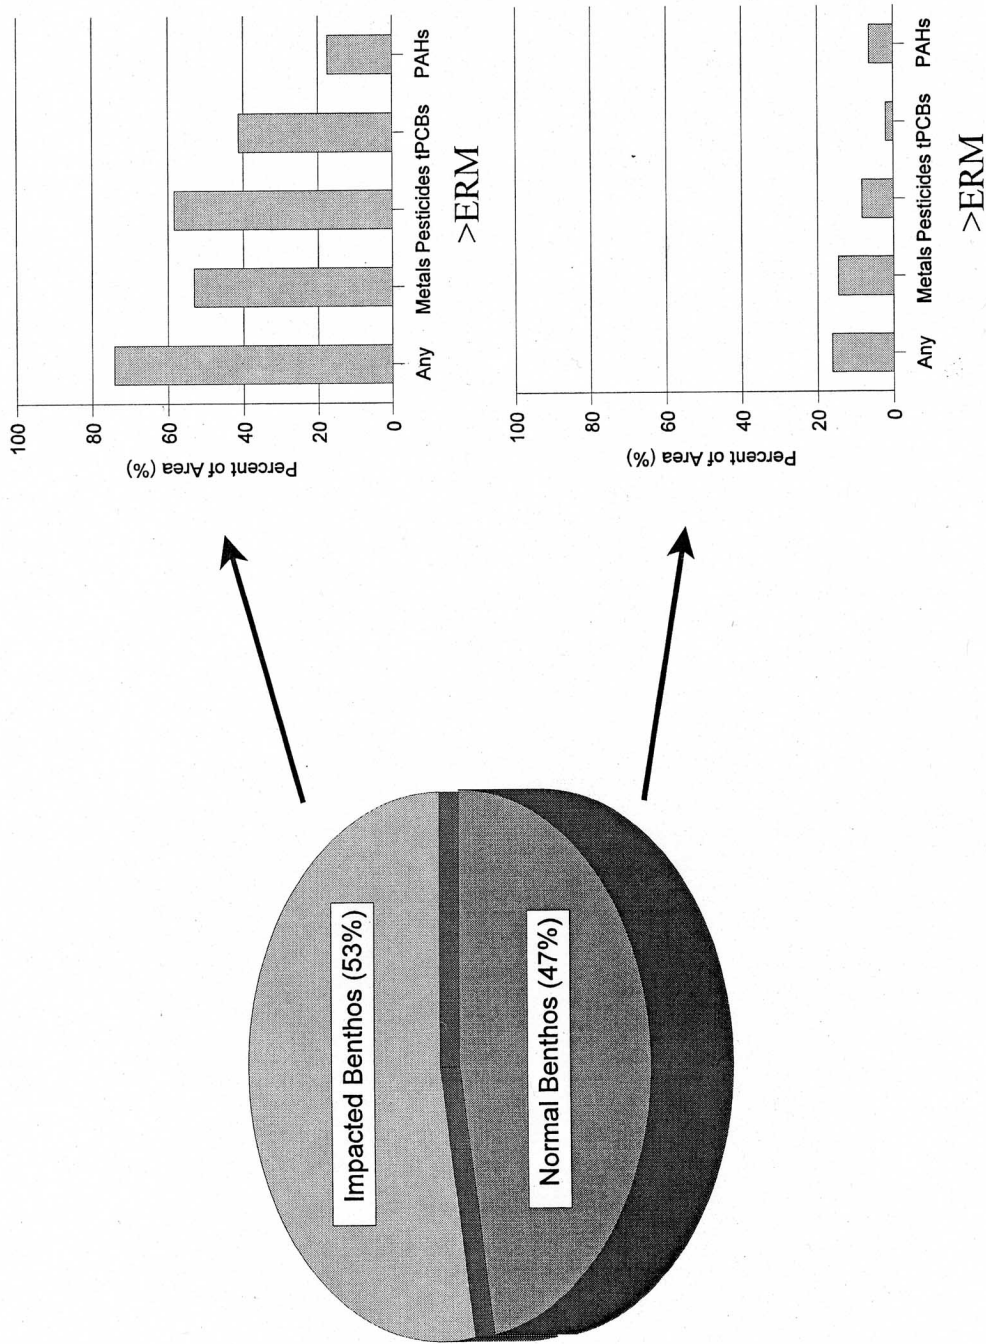 Impacted Benthos (53%)
Normal Benthos (47%)
Percent of Area (%)
100
80
60
40
20
0
Any Metals Pesticides tPCBs PAHs
>ERM
Percent of Area (%)
100
80
60
40
20
0
Any Metals Pesticides tPCBs PAHs
>ERM